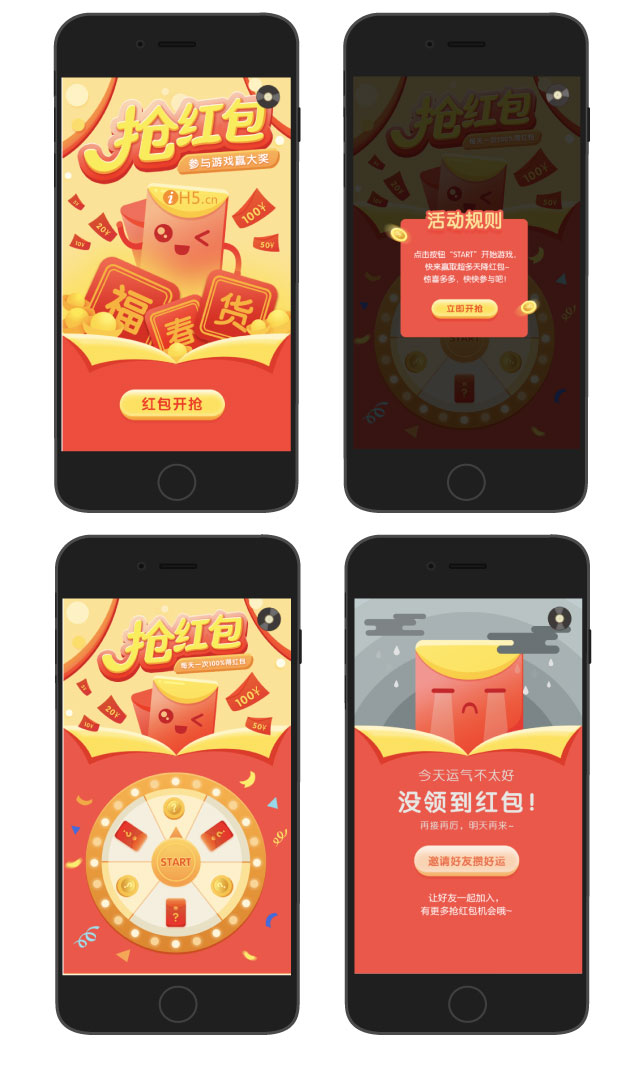 抢红包
参与游戏赢大奖
iH5.cn
5¥
20¥
100¥
10¥
50¥
福
春
货
红包开抢
抢红包
每天一次100%得红包
20¥
100¥
50¥
活动规则
点击按钮“START”开始游戏,
快来赢取超多天降红包~
惊喜多多,快快参与吧!
立即开抢
START
?
抢红包
每天一次100%得红包
5¥
20¥
100¥
10¥
50¥
i
?
?
START
?
今天运气不太好
没领到红包!
再接再后,明天再来~
邀请好友攒好运
让好友一起加入,
有更多抢红包机会哦~